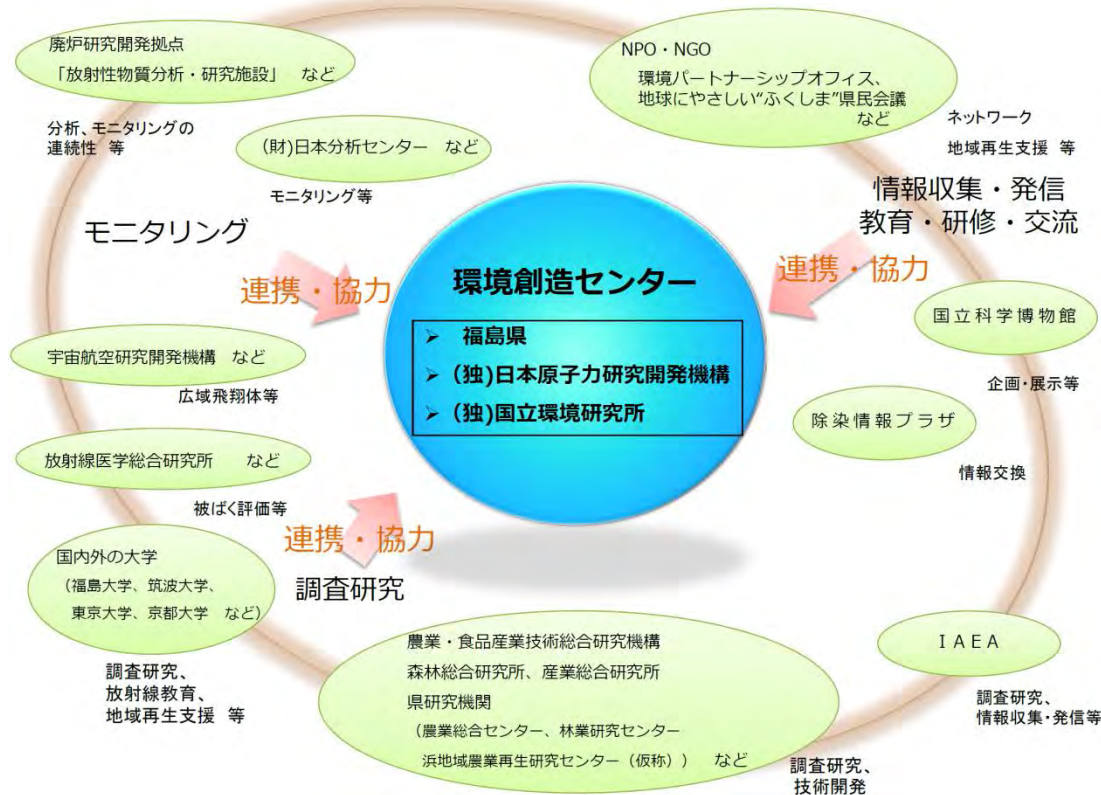 廃炉研究開発拠点
「放射性物質分析・研究施設」 など
分析、モニタリングの
連続性 等
(財)日本分析センター など
モニタリング等
モニタリング
連携・協力
NPO・NGO
環境パートナーシップオフィス、
地球にやさしい“ふくしま”県民会議
など
ネットワーク
地域再生支援 等
情報収集・発信
教育・研修・交流
連携・協力
環境創造センター
➢ 福島県
➢ (独)日本原子力研究開発機構
➢ (独)国立環境研究所
国立科学博物館
企画・展示等
除染情報プラザ
情報交換
宇宙航空研究開発機構 など
広域飛翔体等
放射線医学総合研究所 など
被ばく評価等
連携・協力
調査研究
国内外の大学
(福島大学、筑波大学、
東京大学、京都大学 など)
調査研究、
放射線教育、
地域再生支援 等
農業・食品産業技術総合研究機構
森林総合研究所、産業総合研究所
県研究機関
(農業総合センター、林業研究センター
浜地域農業再生研究センター(仮称)) など
調査研究、
技術開発
IAEA
調査研究、
情報収集・発信等